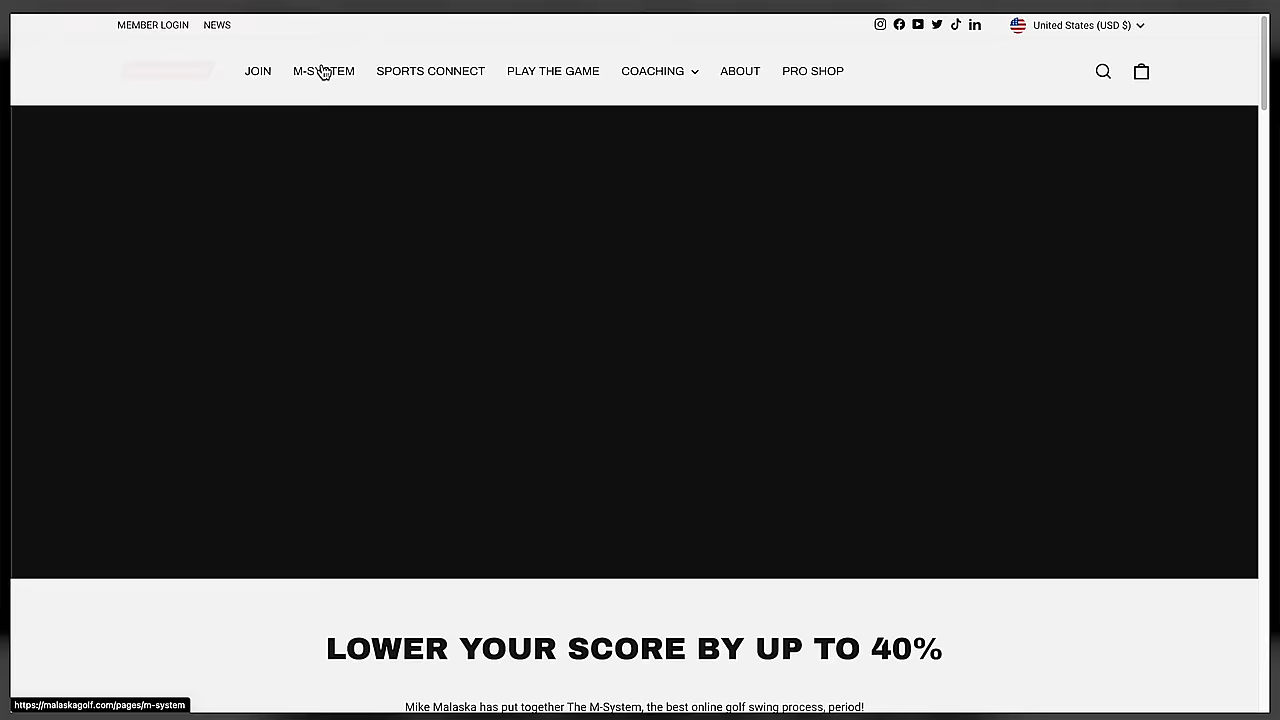 MEMBER LOGIN NEWS United States (USD $)
JOIN M-SYSTEM SPORTS CONNECT PLAY THE GAME COACHING ABOUT PRO SHOP
LOWER YOUR SCORE BY UP TO 40%
Mike Malaska has put together The M-System, the best online golf swing process, period!
https://malaskagolf.com/pages/m-system